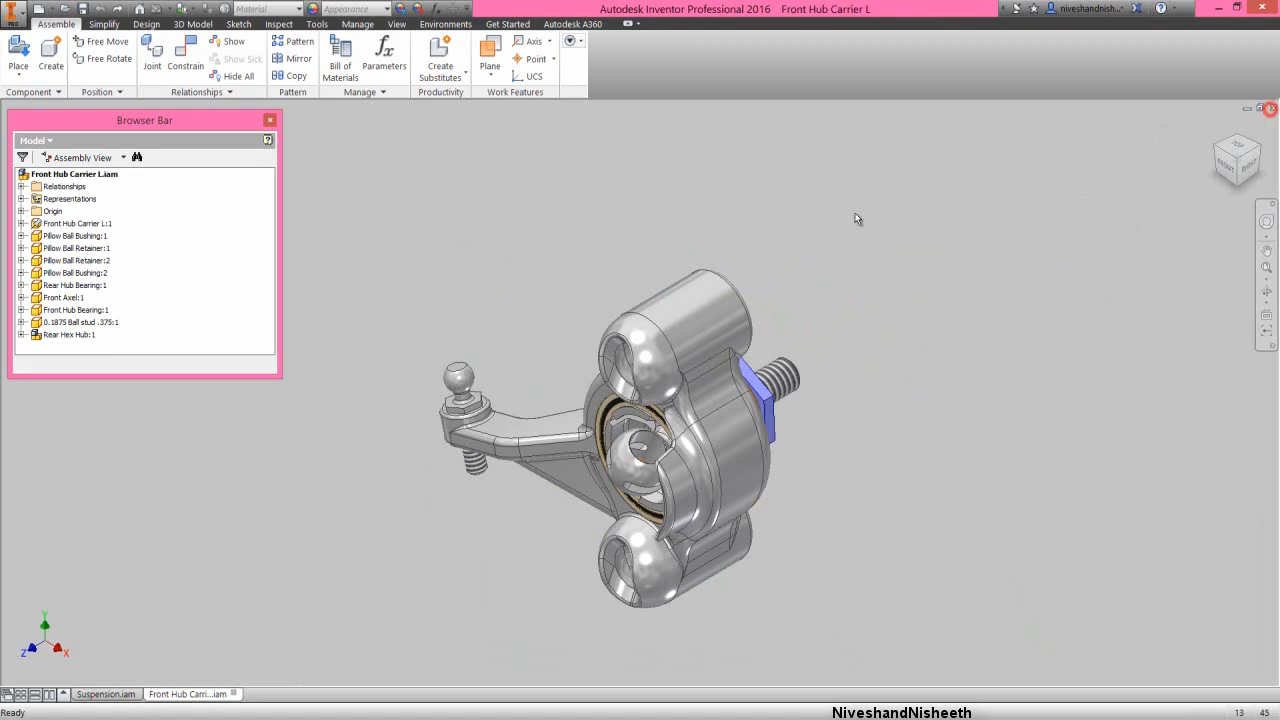 Material Appearance Autodesk Inventor Professional 2016 Front Hub Carrier L niveshandnish...
PRO Assemble Simplify Design 3D Model Sketch Inspect Tools Manage View Environments Get Started Autodesk A360
Place Create Free Move Free Rotate Joint Constrain Show Show Sick Hide All Pattern Mirror Copy Bill of Materials Parameters Create Substitutes Plane Axis Point UCS
Component Position Relationships Pattern Manage Productivity Work Features
Browser Bar
Model
Assembly View
Front Hub Carrier L.iam
Relationships
Representations
Origin
Front Hub Carrier L:1
Pillow Ball Bushing:1
Pillow Ball Retainer:1
Pillow Ball Retainer:2
Pillow Ball Bushing:2
Rear Hub Bearing:1
Front Axel:1
Front Hub Bearing:1
0.1875 Ball stud .375:1
Rear Hex Hub:1
TOP
FRONT RIGHT
Y
Z X
Suspension.iam Front Hub Carri...iam
Ready NiveshandNisheeth 13 45